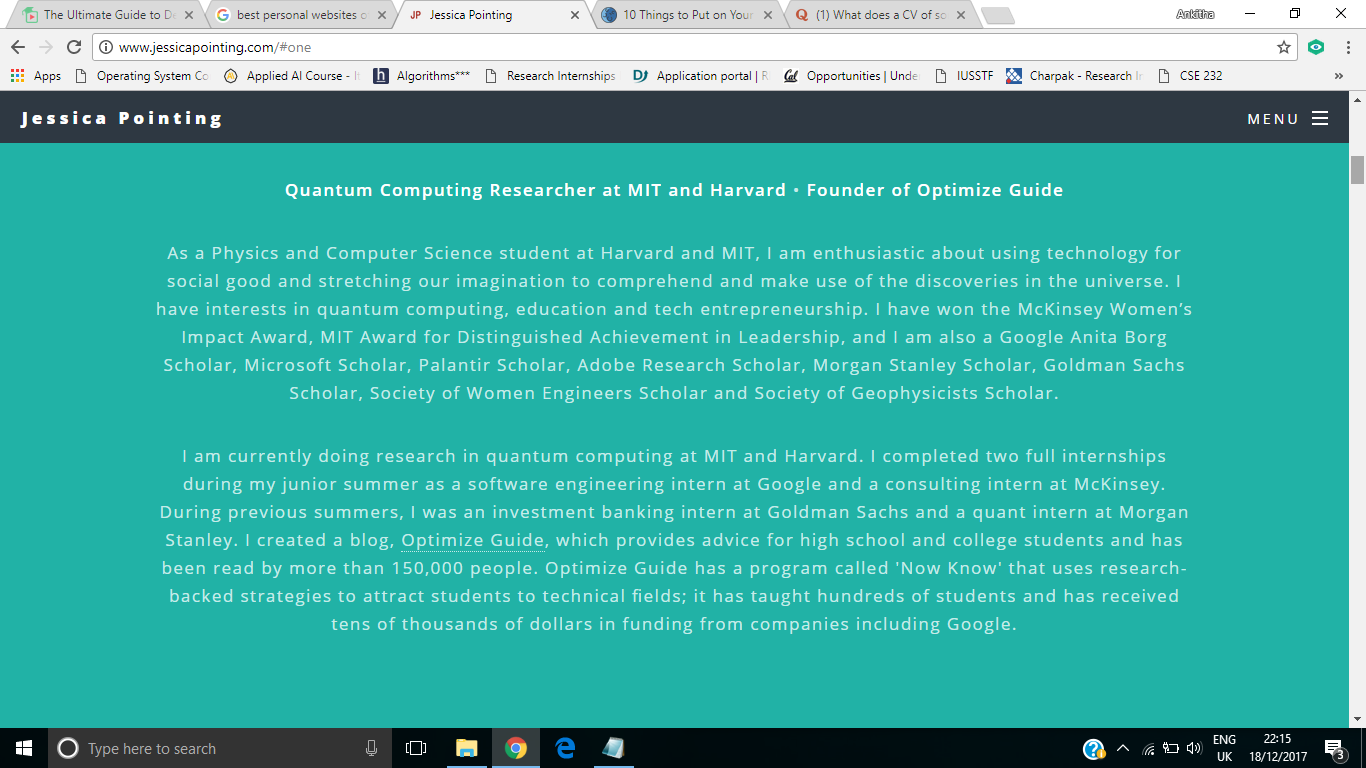 The Ultimate Guide to De
best personal websites o
JP Jessica Pointing
10 Things to Put on Your
(1) What does a CV of so
Ankitha
www.jessicapointing.com/#one
Apps
Operating System Co
Applied AI Course - I
Algorithms***
Research Internships
Application portal | R
Opportunities | Unde
IUSSTF
Charpak - Research I
CSE 232
»
Jessica Pointing
MENU
Quantum Computing Researcher at MIT and Harvard • Founder of Optimize Guide
As a Physics and Computer Science student at Harvard and MIT, I am enthusiastic about using technology for
social good and stretching our imagination to comprehend and make use of the discoveries in the universe. I
have interests in quantum computing, education and tech entrepreneurship. I have won the McKinsey Women’s
Impact Award, MIT Award for Distinguished Achievement in Leadership, and I am also a Google Anita Borg
Scholar, Microsoft Scholar, Palantir Scholar, Adobe Research Scholar, Morgan Stanley Scholar, Goldman Sachs
Scholar, Society of Women Engineers Scholar and Society of Geophysicists Scholar.
I am currently doing research in quantum computing at MIT and Harvard. I completed two full internships
during my junior summer as a software engineering intern at Google and a consulting intern at McKinsey.
During previous summers, I was an investment banking intern at Goldman Sachs and a quant intern at Morgan
Stanley. I created a blog, Optimize Guide, which provides advice for high school and college students and has
been read by more than 150,000 people. Optimize Guide has a program called 'Now Know' that uses research-
backed strategies to attract students to technical fields; it has taught hundreds of students and has received
tens of thousands of dollars in funding from companies including Google.
Type here to search
ENG
UK
22:15
18/12/2017
3